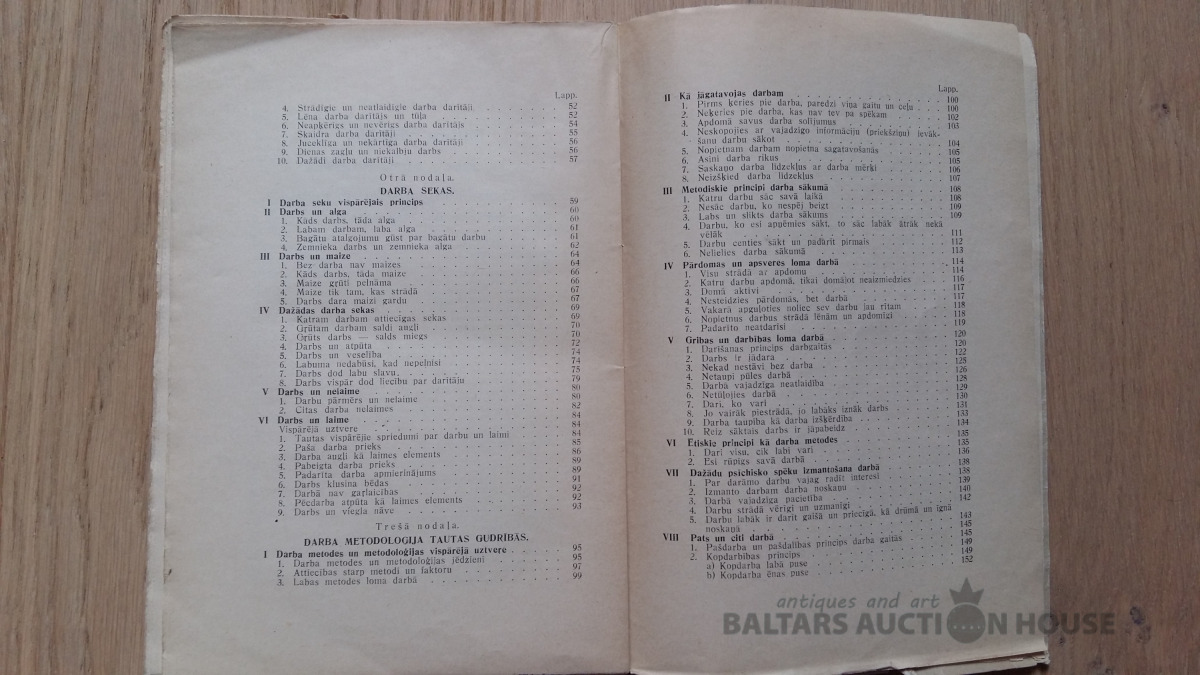 Lapp.
4. Strādīgie un neatlaidīgie darba darītāji 52
5. Lēna darba darītājs un tūļa 52
6. Neapķērīgs un nevērīgs darba darītājs 54
7. Skaidra darba darītāji 55
8. Juceklīga un nekārtīga darba darītāji 56
9. Dienas zagļu un niekalbju darbs 56
10. Dažādi darba darītāji 57
Otrā nodaļa.
DARBA SEKAS.
I Darba seku vispārējais princips 59
II Darbs un alga 60
1. Kāds darbs, tāda alga 60
2. Labam darbam, laba alga 61
3. Bagātu atalgojumu gūst par bagātu darbu 61
4. Zemnieka darbs un zemnieka alga 62
III Darbs un maize 64
1. Bez darba nav maizes 64
2. Kāds darbs, tāda maize 66
3. Maize grūti pelnāma 66
4. Maize tik tam, kas strādā 67
5. Darbs dara maizi gardu 67
IV Dažādas darba sekas 69
1. Katram darbam attiecīgas sekas 69
2. Grūtam darbam saldi augļi 70
3. Grūts darbs — salds miegs 70
4. Darbs un atpūta 72
5. Darbs un veselība 74
6. Labuma nedabūsi, kad nepelnīsi 74
7. Darbs dod labu slavu 75
8. Darbs vispār dod liecību par darītāju 79
V Darbs un nelaime 80
1. Darbu pārmērs un nelaime 80
2. Citas darba nelaimes 82
VI Darbs un laime 84
Vispārējā uztvere 84
1. Tautas vispārējie spriedumi par darbu un laimi 84
2. Paša darba prieks 85
3. Darba augļi kā laimes elements 86
4. Pabeigta darba prieks 89
5. Padarīta darba apmierinājums 89
6. Darbs klusina bēdas 91
7. Darbā nav garlaicības 92
8. Pēcdarba atpūta kā laimes elements 92
9. Darbs un viegla nāve 93
Trešā nodaļa.
DARBA METODOLOĢIJA TAUTAS GUDRĪBĀS.
I Darba metodes un metodoloģijas vispārējā uztvere 95
1. Darba metodes un metodoloģijas jēdzieni 95
2. Attiecības starp metodi un faktoru 97
3. Labas metodes loma darbā 99
Lapp.
II Kā jāgatavojas darbam 100
1. Pirms ķeries pie darba, paredzi viņa gaitu un ceļu 100
2. Neķeries pie darba, kas nav tev pa spēkam 102
3. Apdomā savus darba solījumus 103
4. Neskopojies ar vajadzīgo informāciju (priekšziņu) ievāk-
šanu darbu sākot 104
5. Nopietnam darbam nopietna sagatavošanās 105
6. Asini darba rīkus 105
7. Saskaņo darba līdzekļus ar darba mērķi 106
8. Neizšķied darba līdzekļus 107
III Metodiskie principi darba sākumā 108
1. Katru darbu sāc savā laikā 108
2. Nesāc darbu, ko nespēj beigt 109
3. Labs un slikts darba sākums 109
4. Darbu, ko esi apņēmies sākt, to sāc labāk ātrāk nekā
vēlāk 111
5. Darbu centies sākt un padarīt pirmais 112
6. Nelielies darba sākumā 113
IV Pārdomas un apsveres loma darbā 114
1. Visu strādā ar apdomu 114
2. Katru darbu apdomā, tikai domājot neaizmiedzies 116
3. Domā aktīvi 117
4. Nesteidzies pārdomās, bet darbā 117
5. Vakarā apguļoties noliec sev darbu jau rītam 118
6. Nopietnus darbus strādā lēnām un apdomīgi 118
7. Padarīto neatdarīsi 119
V Gribas un darbības loma darbā 120
1. Darīšanas princips darbgaitās 120
2. Darbs ir jādara 122
3. Nekad nestāvi bez darba 125
4. Netaupi pūles darbā 126
5. Darbā vajadzīga neatlaidība 128
6. Netūļojies darbā 129
7. Dari, ko vari 130
8. Jo vairāk piestrādā, jo labāks iznāk darbs 131
9. Darba taupība kā darba izšķērdība 133
10. Reiz sāktais darbs ir jāpabeidz 134
VI Ētiskie principi kā darba metodes 135
1. Dari visu, cik labi vari 135
2. Esi rūpīgs savā darbā 136
VII Dažādu psīchisko spēku izmantošana darbā 138
1. Par darāmo darbu vajag radīt interesi 138
2. Izmanto darbam darba noskaņu 139
3. Darbā vajadzīga pacietība 140
4. Darbu strādā vērīgi un uzmanīgi 142
5. Darbu labāk ir darīt gaišā un priecīgā, kā drūmā un īgnā
noskaņā 143
VIII Pats un citi darbā 145
1. Pašdarbu un pašdalības princips darba gaitās 145
2. Kopdarbības princips 149
a) Kopdarba labā puse 149
b) Kopdarba ēnas puse 152
antiques and art
BALTARS AUCTION HOUSE